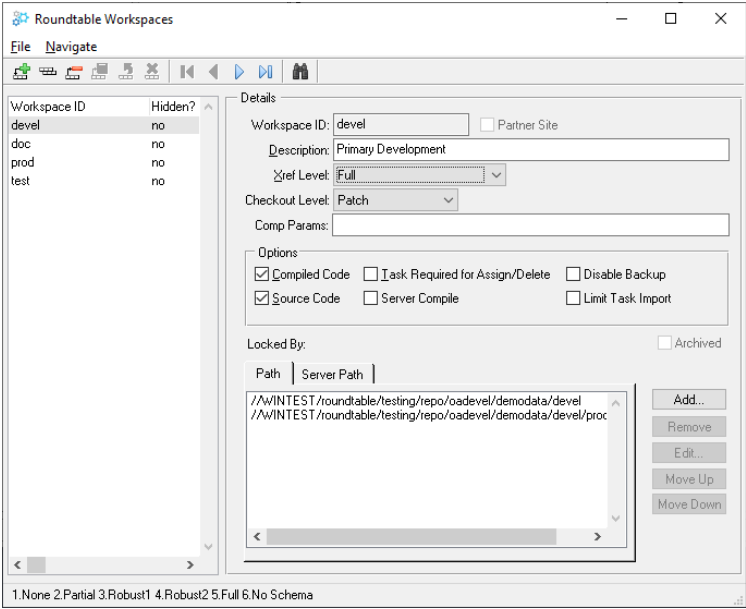 Roundtable Workspaces
File Navigate
Workspace ID Hidden?
devel no
doc no
prod no
test no
Details
Workspace ID: devel Partner Site
Description: Primary Development
Xref Level: Full
Checkout Level: Patch
Comp Params:
Options
Compiled Code Task Required for Assign/Delete Disable Backup
Source Code Server Compile Limit Task Import
Locked By: Archived
Path Server Path
//WINTEST/roundtable/testing/repo/oadevel/demodata/devel
//WINTEST/roundtable/testing/repo/oadevel/demodata/devel/prod
Add...
Remove
Edit...
Move Up
Move Down
1.None 2.Partial 3.Robust1 4.Robust2 5.Full 6.No Schema